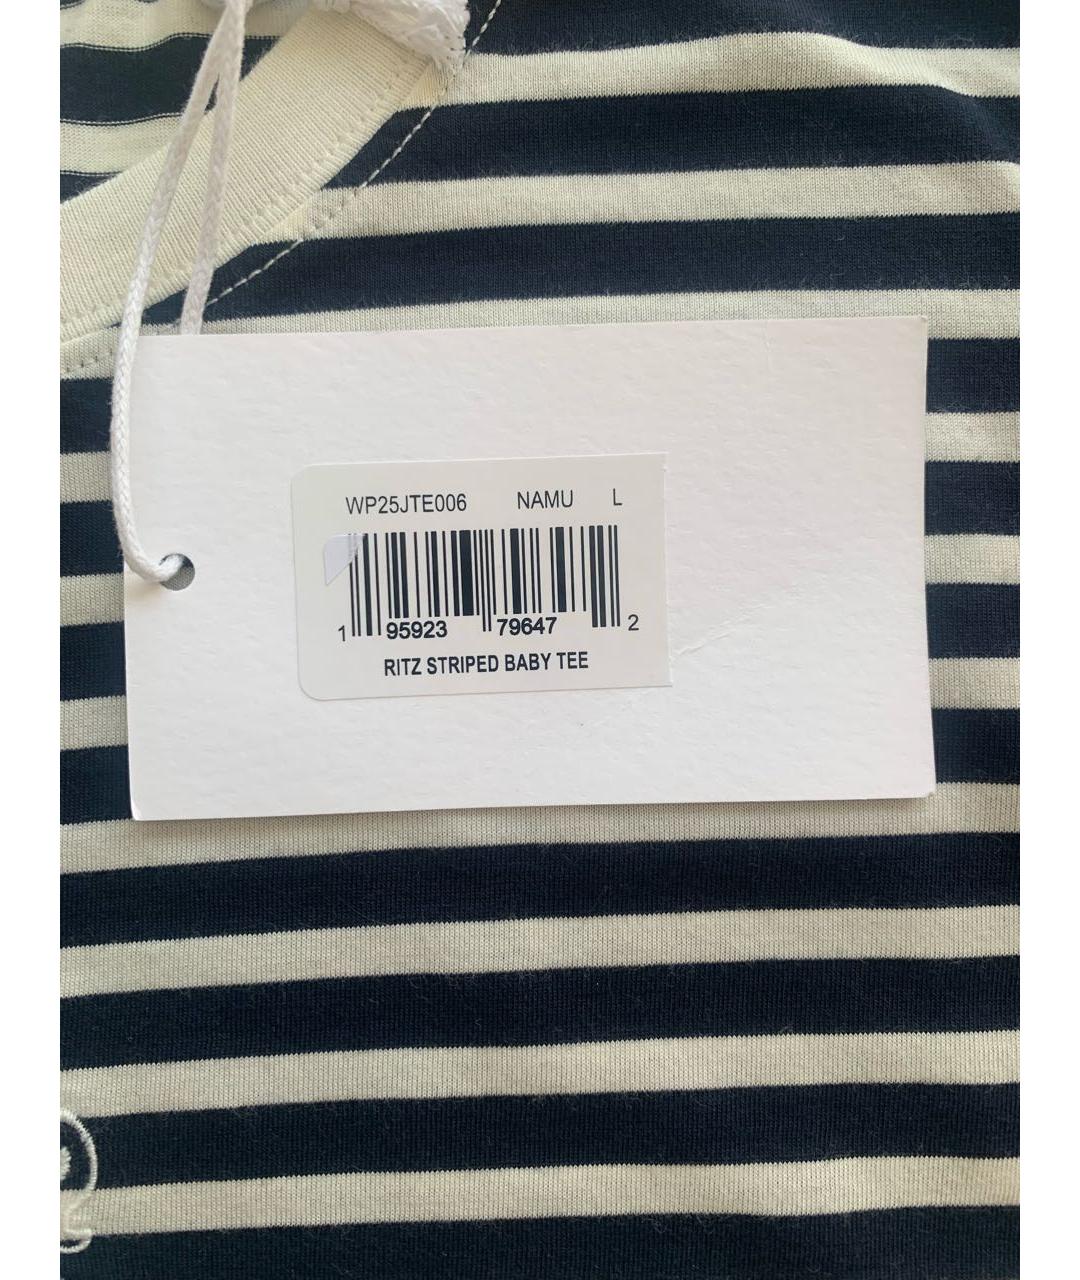 WP25JTE006 NAMU L
1 95923 79647 2
RITZ STRIPED BABY TEE